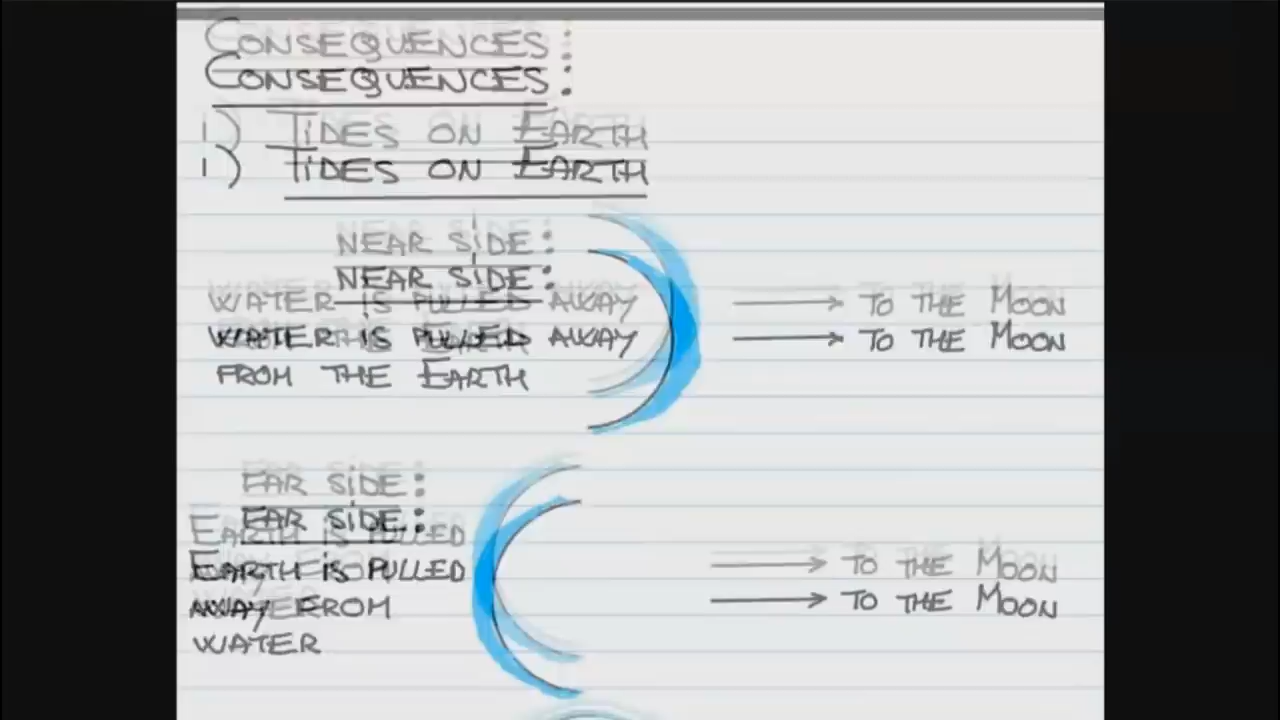 CONSEQUENCES:
1) TIDES ON EARTH
NEAR SIDE:
WATER IS PULLED AWAY
FROM THE EARTH
TO THE MOON
FAR SIDE:
EARTH IS PULLED
AWAY FROM
WATER
TO THE MOON